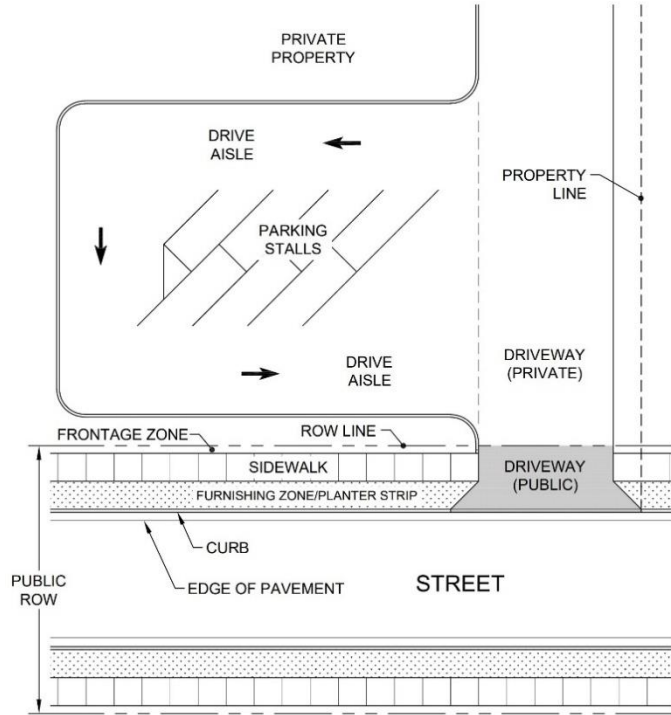 PRIVATE
PROPERTY
DRIVE
AISLE
PROPERTY
LINE
PARKING
STALLS
DRIVE
AISLE
DRIVEWAY
(PRIVATE)
FRONTAGE ZONE
ROW LINE
SIDEWALK
DRIVEWAY
(PUBLIC)
FURNISHING ZONE/PLANTER STRIP
CURB
EDGE OF PAVEMENT
STREET
PUBLIC
ROW